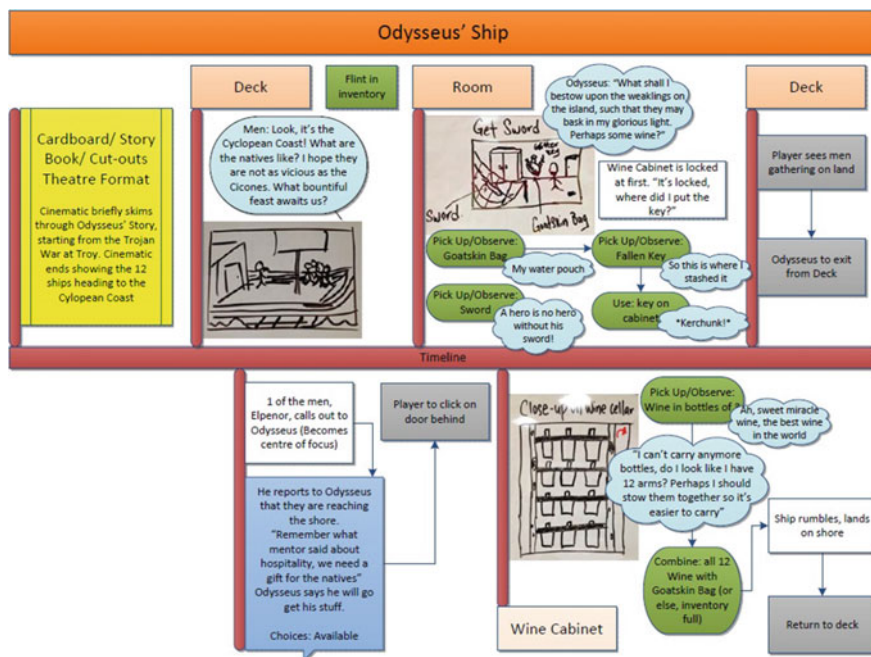 Odysseus' Ship
Cardboard/ Story
Book/ Cut-outs
Theatre Format
Cinematic briefly skims
through Odysseus' Story,
starting from the Trojan
War at Troy. Cinematic
ends showing the 12
ships heading to the
Cylopean Coast
Deck
Flint in
inventory
Men: Look, it's the
Cyclopean Coast! What are
the natives like? I hope they
are not as vicious as the
Cicones. What bountiful
feast awaits us?
Room
Odysseus: "What shall I
bestow upon the weaklings on
the island, such that they may
bask in my glorious light.
Perhaps some wine?"
Get Sword
Sword
Goatskin Bag
Wine Cabinet is locked
at first. "It's locked,
where did I put the
key?"
Pick Up/Observe:
Goatskin Bag
My water pouch
Pick Up/Observe:
Fallen Key
So this is where I
stashed it
Pick Up/Observe:
Sword
A hero is no hero
without his
sword!
Use: key on
cabinet
*Kerchunk!*
Deck
Player sees men
gathering on land
Odysseus to exit
from Deck
Timeline
1 of the men,
Elpenor, calls out to
Odysseus (Becomes
centre of focus)
He reports to Odysseus
that they are reaching
the shore.
"Remember what
mentor said about
hospitality, we need a
gift for the natives"
Odysseus says he will go
get his stuff.
Choices: Available
Player to click on
door behind
Close-up on wine cellar
Wine Cabinet
Pick Up/Observe:
Wine in bottles of
Ah, sweet miracle
wine, the best wine
in the world
"I can't carry anymore
bottles, do I look like I have
12 arms? Perhaps I should
stow them together so it's
easier to carry"
Combine: all 12
Wine with
Goatskin Bag (or
else, inventory
full)
Ship rumbles, lands
on shore
Return to deck